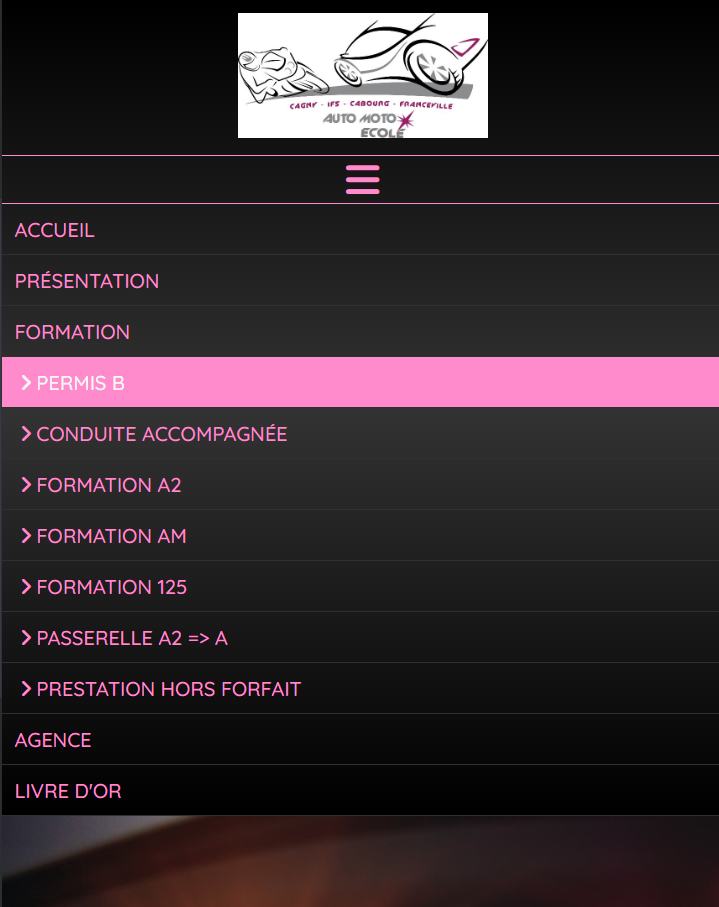 CAGNY - IFS - CABOURG - FRANCEVILLE
AUTO MOTO
ECOLE
ACCUEIL
PRÉSENTATION
FORMATION
PERMIS B
CONDUITE ACCOMPAGNÉE
FORMATION A2
FORMATION AM
FORMATION 125
PASSERELLE A2 => A
PRESTATION HORS FORFAIT
AGENCE
LIVRE D'OR